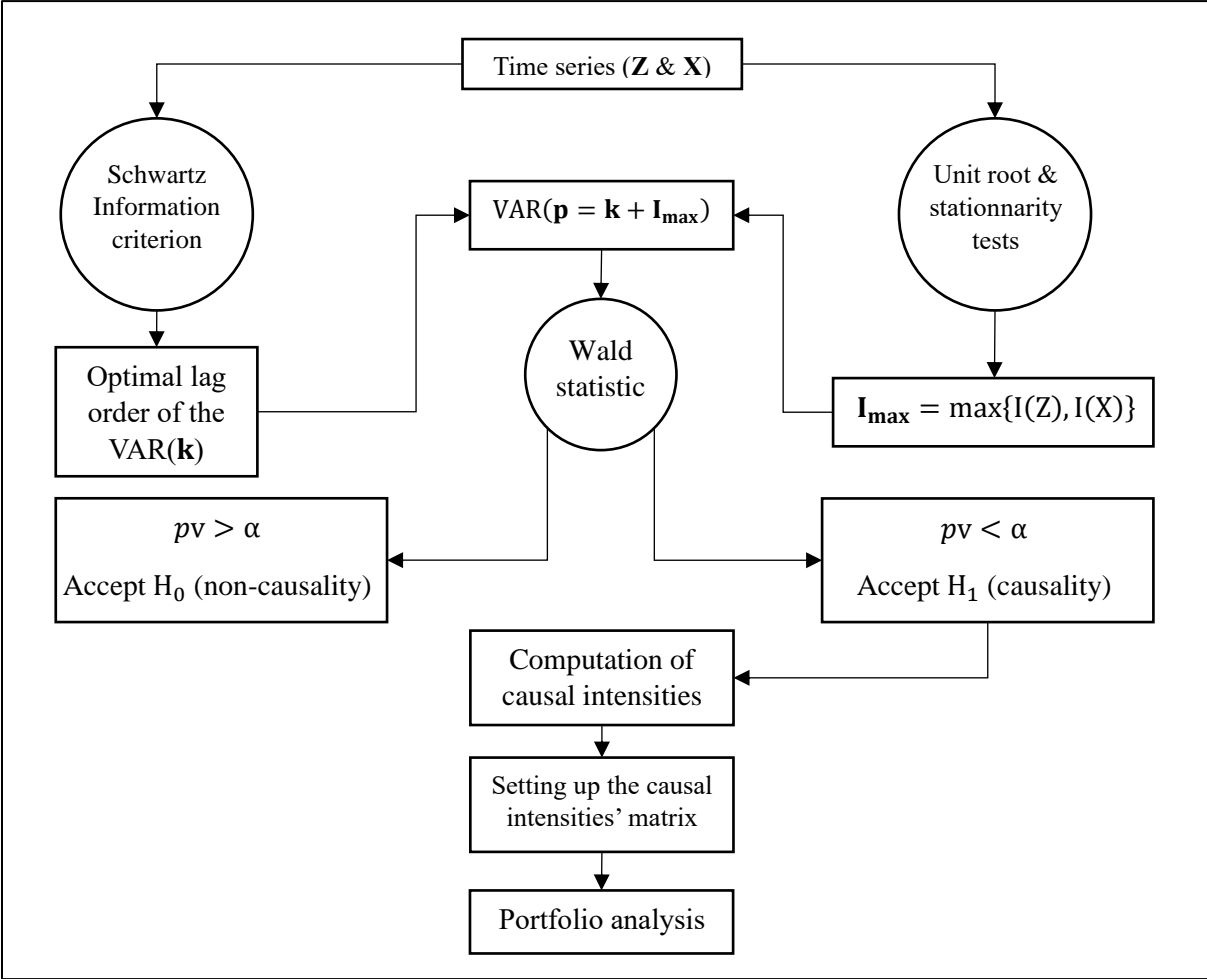 Time series (Z & X)
Schwartz
Information
criterion
Unit root &
stationnarity
tests
VAR(p = k + I_max)
Wald
statistic
Optimal lag
order of the
VAR(k)
I_max = max{I(Z), I(X)}
pv > α
Accept H₀ (non-causality)
pv < α
Accept H₁ (causality)
Computation of
causal intensities
Setting up the causal
intensities’ matrix
Portfolio analysis